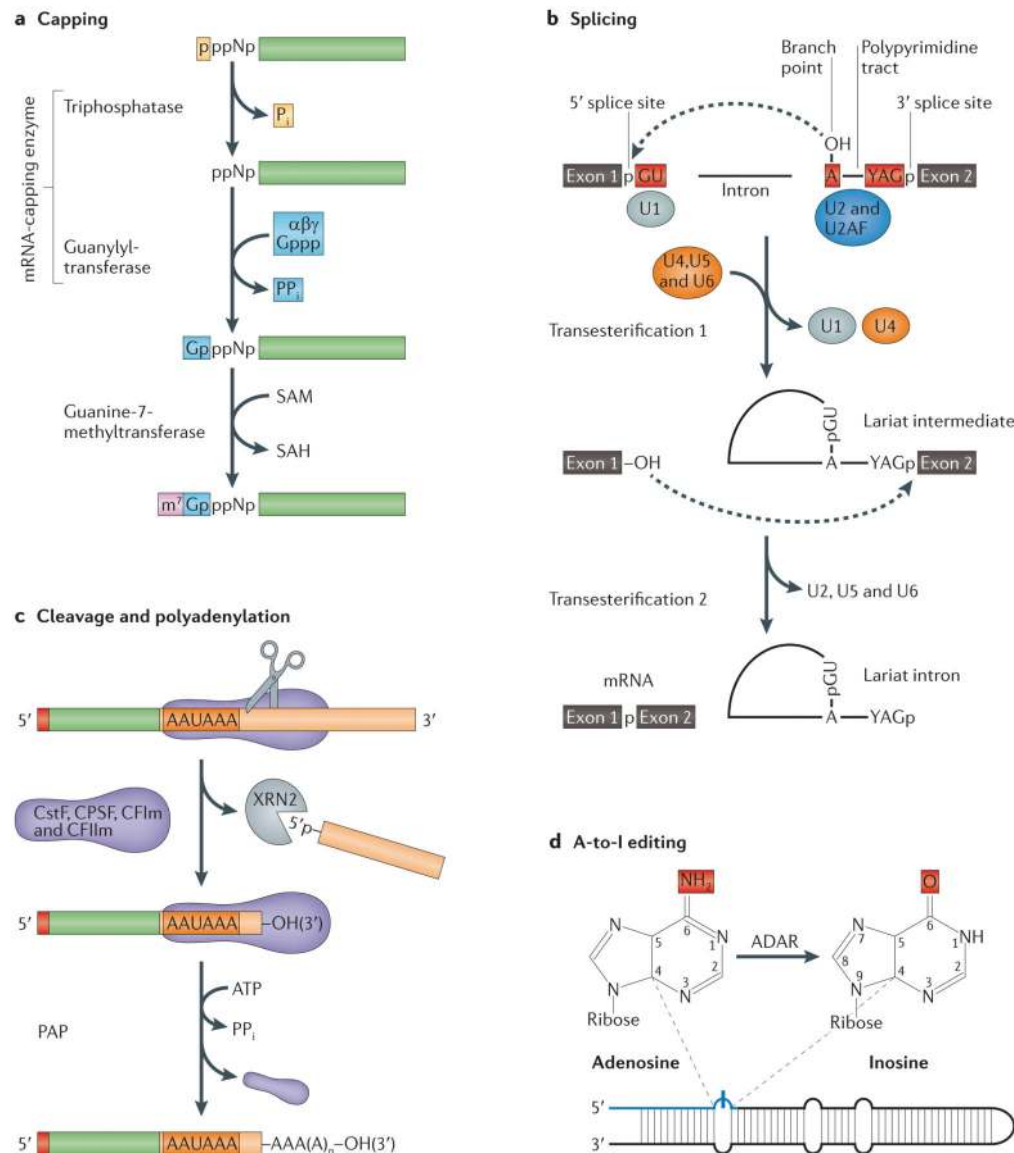 a Capping
p ppNp
Triphosphatase
Pi
mRNA-capping enzyme
ppNp
αβγ
Gppp
Guanylyl-
transferase
PPi
Gp ppNp
SAM
Guanine-7-
methyltransferase
SAH
m7 Gp ppNp
b Splicing
Branch
point
Polypyrimidine
tract
5′ splice site
3′ splice site
OH
Exon 1 p GU
Intron
A YAG p Exon 2
U1
U2 and
U2AF
U4,U5
and U6
U1
U4
Transesterification 1
pGU
Lariat intermediate
Exon 1 –OH
A YAGp Exon 2
U2, U5 and U6
Transesterification 2
mRNA
pGU
Lariat intron
Exon 1 p Exon 2
A YAGp
c Cleavage and polyadenylation
5′ AAUAAA 3′
CstF, CPSF, CFIm
and CFIIm
XRN2
5′p
5′ AAUAAA –OH(3′)
ATP
PAP
PPi
5′ AAUAAA –AAA(A)n–OH(3′)
d A-to-I editing
NH2
O
N 5 6 N 1
4 3 2
N N
ADAR
N 7 5 6 NH 1
8 9 4 3 2
N N
Ribose
Ribose
Adenosine
Inosine
5′
3′